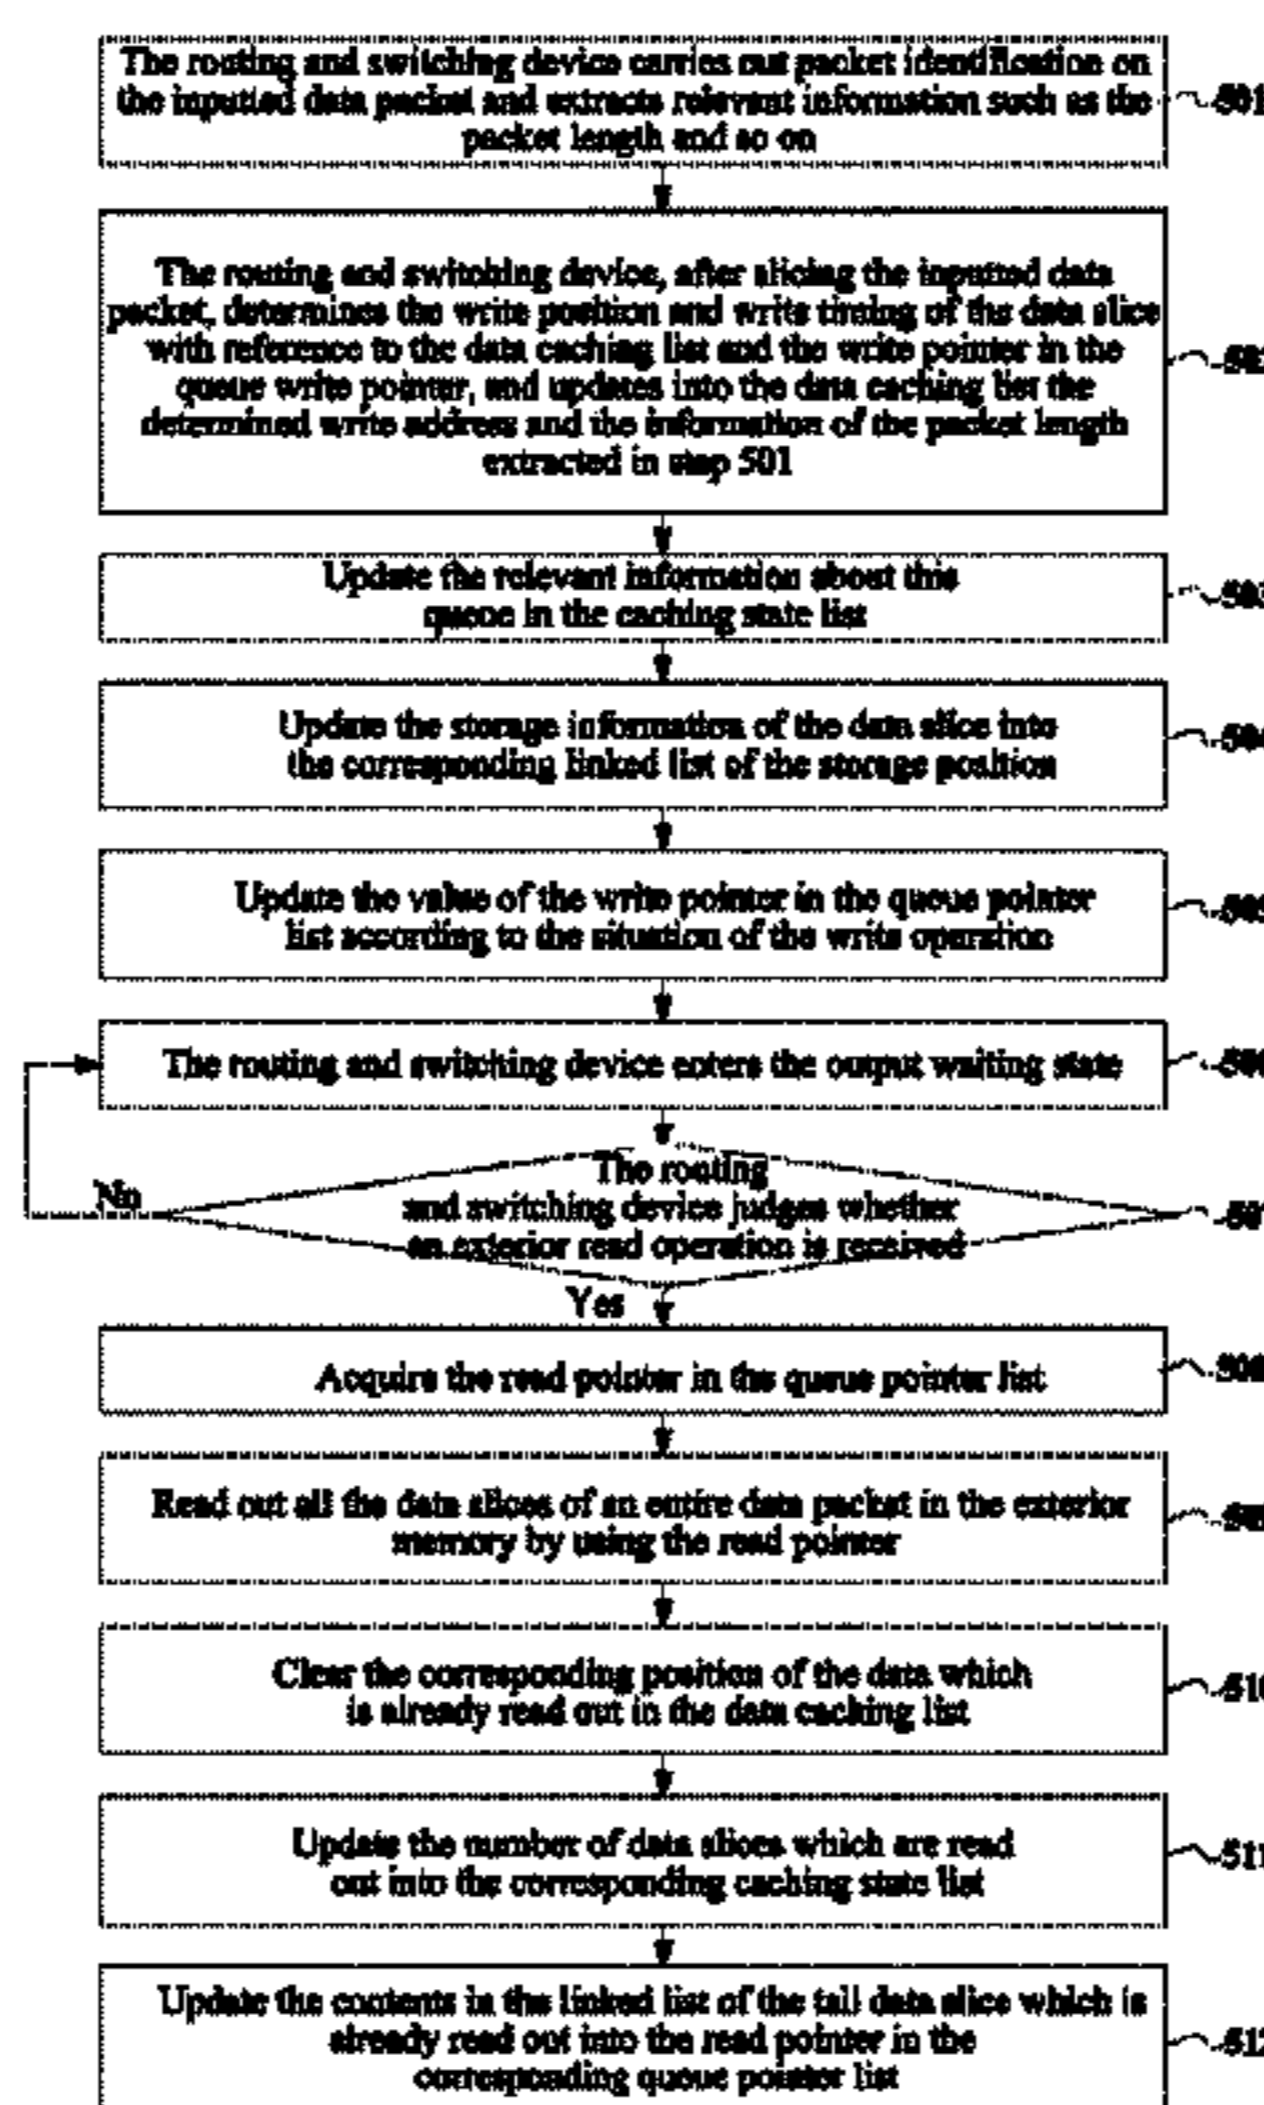 The routing and switching device carries out packet identification on
the inputted data packet and extracts relevant information such as the
packet length and so on
501
The routing and switching device, after slicing the inputted data
packet, determines the write position and write timing of the data slice
with reference to the data caching list and the write pointer in the
queue write pointer, and updates into the data caching list the
determined write address and the information of the packet length
extracted in step 501
502
Update the relevant information about this
queue in the caching state list
503
Update the storage information of the data slice into
the corresponding linked list of the storage position
504
Update the value of the write pointer in the queue pointer
list according to the situation of the write operation
505
The routing and switching device enters the output waiting state
506
The routing
and switching device judges whether
an exterior read operation is received
507
No
Yes
Acquire the read pointer in the queue pointer list
508
Read out all the data slices of an entire data packet in the exterior
memory by using the read pointer
509
Clear the corresponding position of the data which
is already read out in the data caching list
510
Update the number of data slices which are read
out into the corresponding caching state list
511
Update the contents in the linked list of the tail data slice which is
already read out into the read pointer in the
corresponding queue pointer list
512